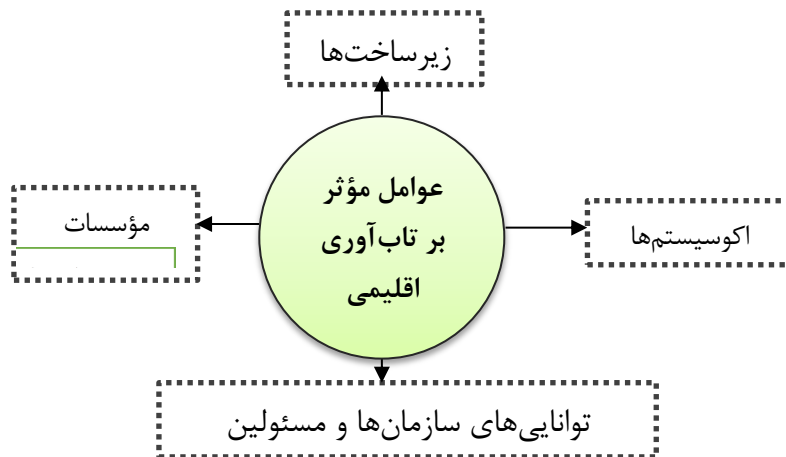 زیرساخت‌ها
عوامل مؤثر
بر تاب‌آوری
اقلیمی
اکوسیستم‌ها
مؤسسات
توانایی‌های سازمان‌ها و مسئولین